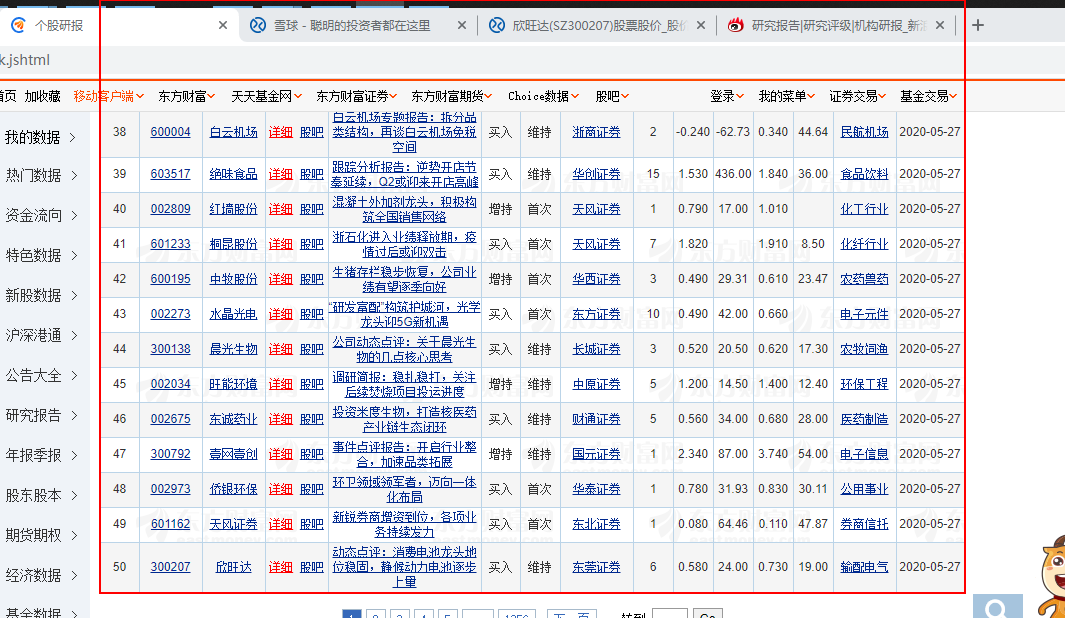 个股研报
雪球 - 聪明的投资者都在这里
欣旺达(SZ300207)股票股价_股价
研究报告|研究评级|机构研报_新浪
k.jshtml
首页 加收藏 移动客户端 东方财富 天天基金网 东方财富证券 东方财富期货 Choice数据 股吧 登录 我的菜单 证券交易 基金交易
我的数据
热门数据
资金流向
特色数据
新股数据
沪深港通
公告大全
研究报告
年报季报
股东股本
期货期权
经济数据
基金数据
38 600004 白云机场 详细 股吧 白云机场专题报告：拆分品类结构，再谈白云机场免税空间 买入 维持 浙商证券 2 -0.240 -62.73 0.340 44.64 民航机场 2020-05-27
39 603517 绝味食品 详细 股吧 跟踪分析报告：逆势开店节奏延续，Q2或迎来开店高峰 买入 维持 华创证券 15 1.530 436.00 1.840 36.00 食品饮料 2020-05-27
40 002809 红墙股份 详细 股吧 混凝土外加剂龙头，积极构筑全国销售网络 增持 首次 天风证券 1 0.790 17.00 1.010 化工行业 2020-05-27
41 601233 桐昆股份 详细 股吧 浙石化进入业绩释放期，疫情过后或迎双击 买入 首次 天风证券 7 1.820 1.910 8.50 化纤行业 2020-05-27
42 600195 中牧股份 详细 股吧 生猪存栏稳步恢复，公司业绩有望逐季向好 增持 首次 华西证券 3 0.490 29.31 0.610 23.47 农药兽药 2020-05-27
43 002273 水晶光电 详细 股吧 “研发富配”构筑护城河，光学龙头迎5G新机遇 买入 首次 东方证券 10 0.490 42.00 0.660 电子元件 2020-05-27
44 300138 晨光生物 详细 股吧 公司动态点评：关于晨光生物的几点核心思考 买入 维持 长城证券 3 0.520 20.50 0.620 17.30 农牧饲渔 2020-05-27
45 002034 旺能环境 详细 股吧 调研简报：稳扎稳打，关注后续焚烧项目投运进度 增持 维持 中原证券 5 1.200 14.50 1.400 12.40 环保工程 2020-05-27
46 002675 东诚药业 详细 股吧 投资米度生物，打造核医药产业链生态闭环 买入 维持 财通证券 5 0.560 34.00 0.680 28.00 医药制造 2020-05-27
47 300792 壹网壹创 详细 股吧 事件点评报告：开启行业整合，加速品类拓展 增持 维持 国元证券 1 2.340 87.00 3.740 54.00 电子信息 2020-05-27
48 002973 侨银环保 详细 股吧 环卫领域领军者，迈向一体化布局 买入 首次 华泰证券 1 0.780 31.93 0.830 30.11 公用事业 2020-05-27
49 601162 天风证券 详细 股吧 新锐券商增资到位，各项业务持续发力 买入 首次 东北证券 1 0.080 64.46 0.110 47.87 券商信托 2020-05-27
50 300207 欣旺达 详细 股吧 动态点评：消费电池龙头地位稳固，静候动力电池逐步上量 买入 维持 东莞证券 6 0.580 24.00 0.730 19.00 输配电气 2020-05-27
1 2 3 4 5 1256 下一页 转到 Go